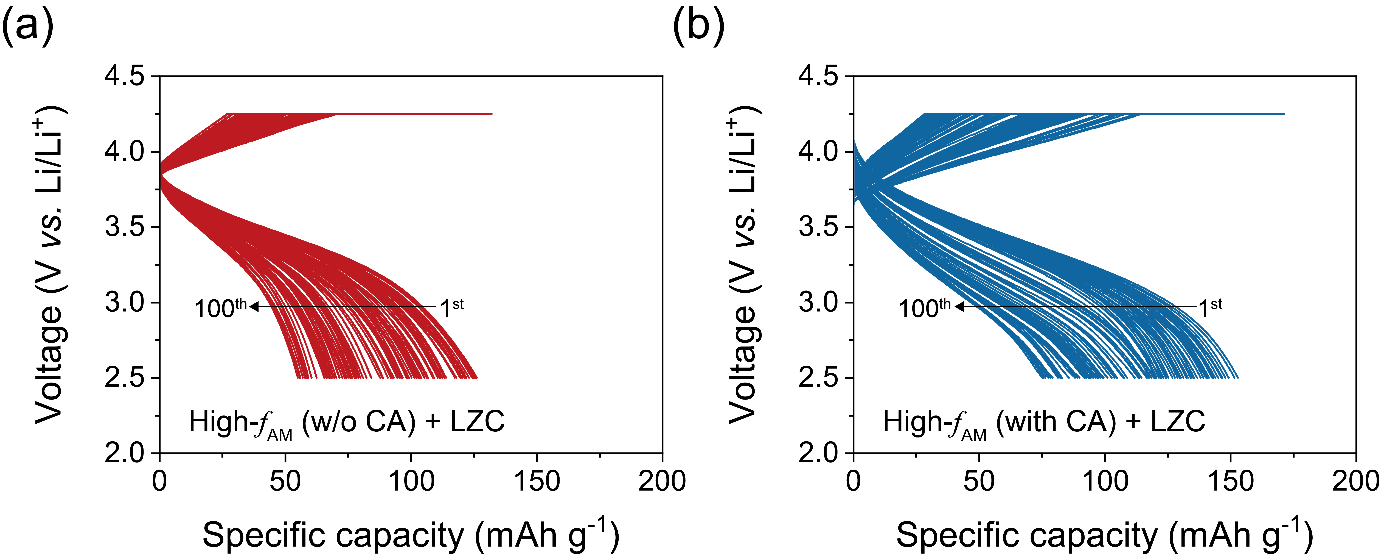 (a)
4.5
4.0
3.5
3.0
2.5
2.0
Voltage (V vs. Li/Li⁺)
100ᵗʰ
1ˢᵗ
High-f_AM (w/o CA) + LZC
0
50
100
150
200
Specific capacity (mAh g⁻¹)
(b)
4.5
4.0
3.5
3.0
2.5
2.0
Voltage (V vs. Li/Li⁺)
100ᵗʰ
1ˢᵗ
High-f_AM (with CA) + LZC
0
50
100
150
200
Specific capacity (mAh g⁻¹)